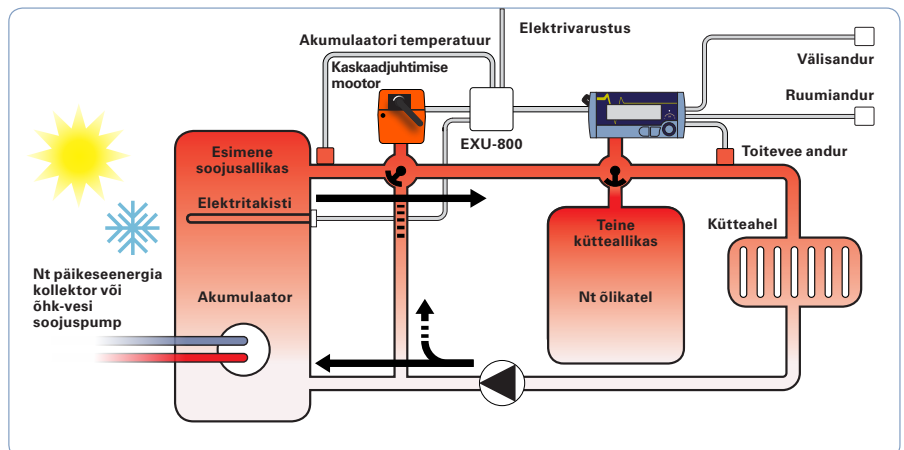 Elektrivarustus
Akumulaatori temperatuur
Kaskaadjuhtimise
mootor
Välisandur
Ruumiandur
EXU-800
Toitevee andur
Esimene
soojusallikas
Elektritakisti
Teine
kütteallikas
Kütteahel
Nt päikeseenergia
kollektor või
õhk-vesi
soojuspump
Akumulaator
Nt õlikatel